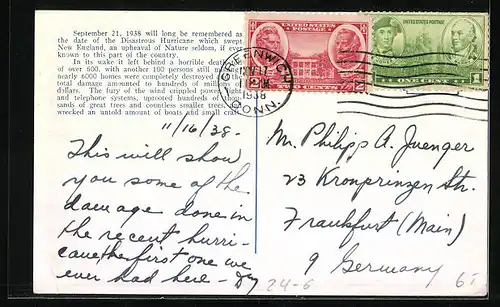 September 21, 1938 will long be remembered as
the date of the Disastrous Hurricane which swept
New England, an upheaval of Nature seldom, if ever
known to this part of the country.
In its wake it left behind a horrible death
of over 600, with another 100 persons still
nearly 6000 homes were completely destroyed
total damage amounted to hundreds of
dollars. The fury of the wind crippled power, light
and telephone systems, uprooted hundreds of thou-
sands of great trees and countless smaller trees,
wrecked an untold amount of boats and small craft.
11/16/38-
This will show
you some of the
damage done in
the recent hurri-
cane, the first one we
ever had here -
GREENWICH
NOV 17
1938
CONN.
UNITED STATES
POSTAGE
UNITED STATES POSTAGE
Mr. Philipp A. Juenger
23 Kronprinzen Str.
Frankfurt (Main)
9 Germany
24-6